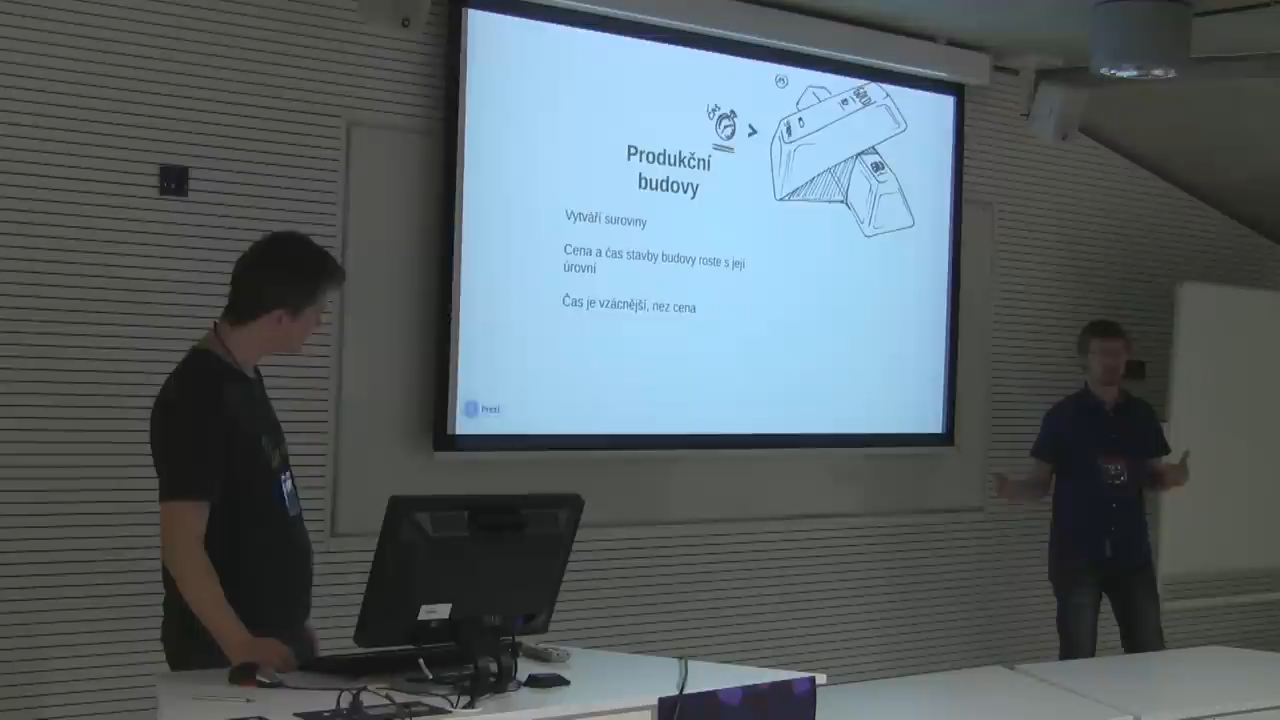 Produkční
budovy
Vytváří suroviny
Cena a čas stavby budovy roste s její
úrovní
Čas je vzácnější, nez cena
Prezi